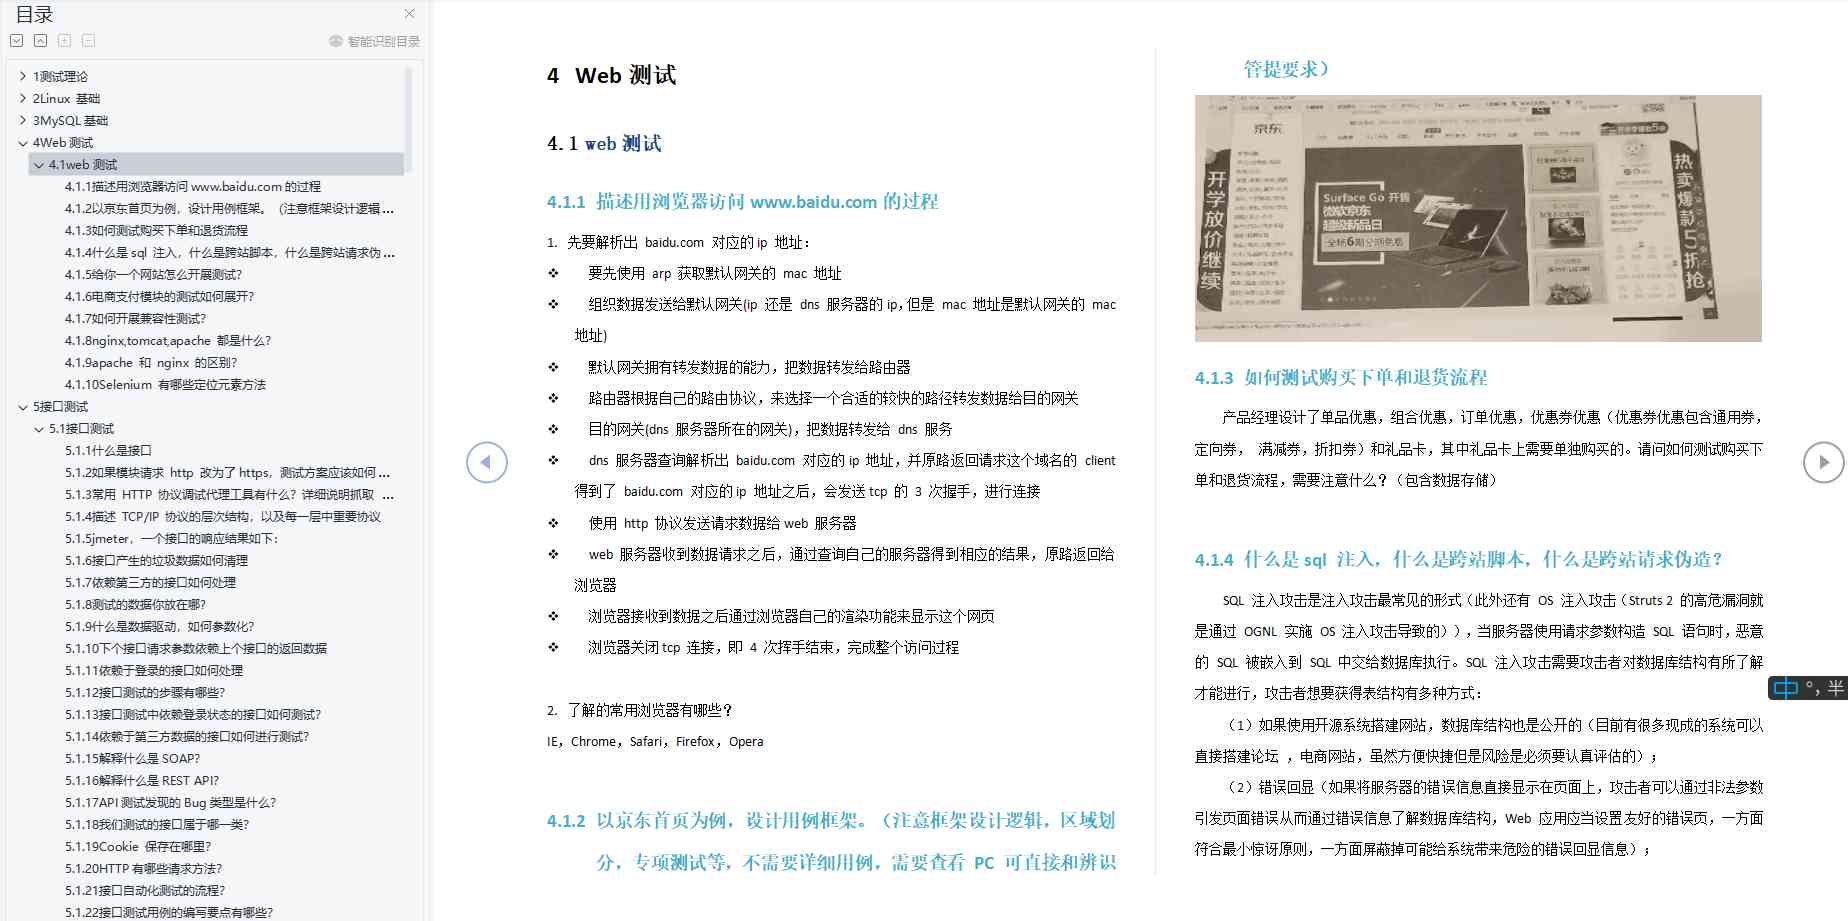 目录
智能识别目录
1测试理论
2Linux 基础
3MySQL 基础
4Web 测试
4.1web 测试
4.1.1描述用浏览器访问 www.baidu.com 的过程
4.1.2以京东首页为例，设计用例框架。（注意框架设计逻辑 ...
4.1.3如何测试购买下单和退货流程
4.1.4什么是 sql 注入，什么是跨站脚本，什么是跨站请求伪 ...
4.1.5给你一个网站怎么开展测试？
4.1.6电商支付模块的测试如何展开？
4.1.7如何开展兼容性测试？
4.1.8nginx,tomcat,apache 都是什么？
4.1.9apache 和 nginx 的区别？
4.1.10Selenium 有哪些定位元素方法
5接口测试
5.1接口测试
5.1.1什么是接口
5.1.2如果模块请求 http 改为了 https，测试方案应该如何 ...
5.1.3常用 HTTP 协议调试代理工具有什么？详细说明抓取 ...
5.1.4描述 TCP/IP 协议的层次结构，以及每一层中重要协议
5.1.5jmeter，一个接口的响应结果如下：
5.1.6接口产生的垃圾数据如何清理
5.1.7依赖第三方的接口如何处理
5.1.8测试的数据你放在哪？
5.1.9什么是数据驱动，如何参数化？
5.1.10下个接口请求参数依赖上个接口的返回数据
5.1.11依赖于登录的接口如何处理
5.1.12接口测试的步骤有哪些？
5.1.13接口测试中依赖登录状态的接口如何测试？
5.1.14依赖于第三方数据的接口如何进行测试？
5.1.15解释什么是 SOAP？
5.1.16解释什么是 REST API？
5.1.17API 测试发现的 Bug 类型是什么？
5.1.18我们测试的接口属于哪一类？
5.1.19Cookie 保存在哪里？
5.1.20HTTP 有哪些请求方法？
5.1.21接口自动化测试的流程？
5.1.22接口测试用例的编写要点有哪些？
4 Web 测试
4.1 web 测试
4.1.1 描述用浏览器访问 www.baidu.com 的过程
1. 先要解析出 baidu.com 对应的 ip 地址：
❖ 要先使用 arp 获取默认网关的 mac 地址
❖ 组织数据发送给默认网关(ip 还是 dns 服务器的 ip，但是 mac 地址是默认网关的 mac
地址)
❖ 默认网关拥有转发数据的能力，把数据转发给路由器
❖ 路由器根据自己的路由协议，来选择一个合适的较快的路径转发数据给目的网关
❖ 目的网关(dns 服务器所在的网关)，把数据转发给 dns 服务
❖ dns 服务器查询解析出 baidu.com 对应的 ip 地址，并原路返回请求这个域名的 client
得到了 baidu.com 对应的 ip 地址之后，会发送 tcp 的 3 次握手，进行连接
❖ 使用 http 协议发送请求数据给 web 服务器
❖ web 服务器收到数据请求之后，通过查询自己的服务器得到相应的结果，原路返回给
浏览器
❖ 浏览器接收到数据之后通过浏览器自己的渲染功能来显示这个网页
❖ 浏览器关闭 tcp 连接，即 4 次挥手结束，完成整个访问过程
2. 了解的常用浏览器有哪些？
IE，Chrome，Safari，Firefox，Opera
4.1.2 以京东首页为例，设计用例框架。（注意框架设计逻辑，区域划
分，专项测试等，不需要详细用例，需要查看 PC 可直接和辨识
管提要求）
京东
开学放价继续
Surface Go 开售
微软京东
超级新品日
全场6期分期免息
热卖爆款5折抢
4.1.3 如何测试购买下单和退货流程
产品经理设计了单品优惠，组合优惠，订单优惠，优惠券优惠（优惠券优惠包含通用券，
定向券， 满减券，折扣券）和礼品卡，其中礼品卡上需要单独购买的。请问如何测试购买下
单和退货流程，需要注意什么？（包含数据存储）
4.1.4 什么是 sql 注入，什么是跨站脚本，什么是跨站请求伪造？
SQL 注入攻击是注入攻击最常见的形式（此外还有 OS 注入攻击（Struts 2 的高危漏洞就
是通过 OGNL 实施 OS 注入攻击导致的）），当服务器使用请求参数构造 SQL 语句时，恶意
的 SQL 被嵌入到 SQL 中交给数据库执行。SQL 注入攻击需要攻击者对数据库结构有所了解
才能进行，攻击者想要获得表结构有多种方式：
（1）如果使用开源系统搭建网站，数据库结构也是公开的（目前有很多现成的系统可以
直接搭建论坛 ，电商网站，虽然方便快捷但是风险是必须要认真评估的）；
（2）错误回显（如果将服务器的错误信息直接显示在页面上，攻击者可以通过非法参数
引发页面错误从而通过错误信息了解数据库结构，Web 应用应当设置友好的错误页，一方面
符合最小惊讶原则，一方面屏蔽掉可能给系统带来危险的错误回显信息）；
中 °，半